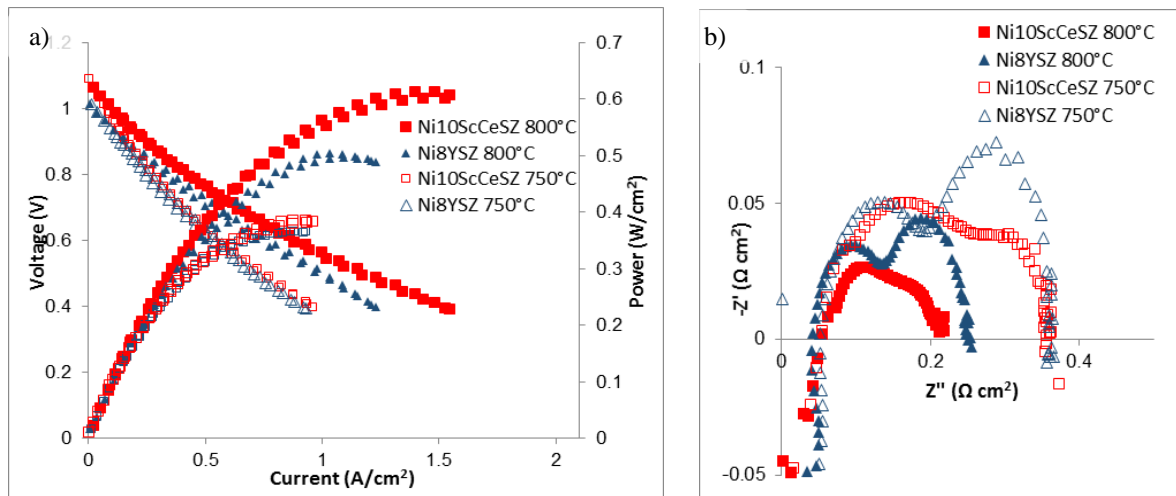 a)
1.2
1
0.8
0.6
0.4
0.2
0
Voltage (V)
0
0.5
1
1.5
2
Current (A/cm²)
0.7
0.6
0.5
0.4
0.3
0.2
0.1
0
Power (W/cm²)
Ni10ScCeSZ 800°C
Ni8YSZ 800°C
Ni10ScCeSZ 750°C
Ni8YSZ 750°C
b)
Ni10ScCeSZ 800°C
Ni8YSZ 800°C
Ni10ScCeSZ 750°C
Ni8YSZ 750°C
0.1
0.05
0
-0.05
-Z' (Ω cm²)
0
0.2
0.4
Z'' (Ω cm²)